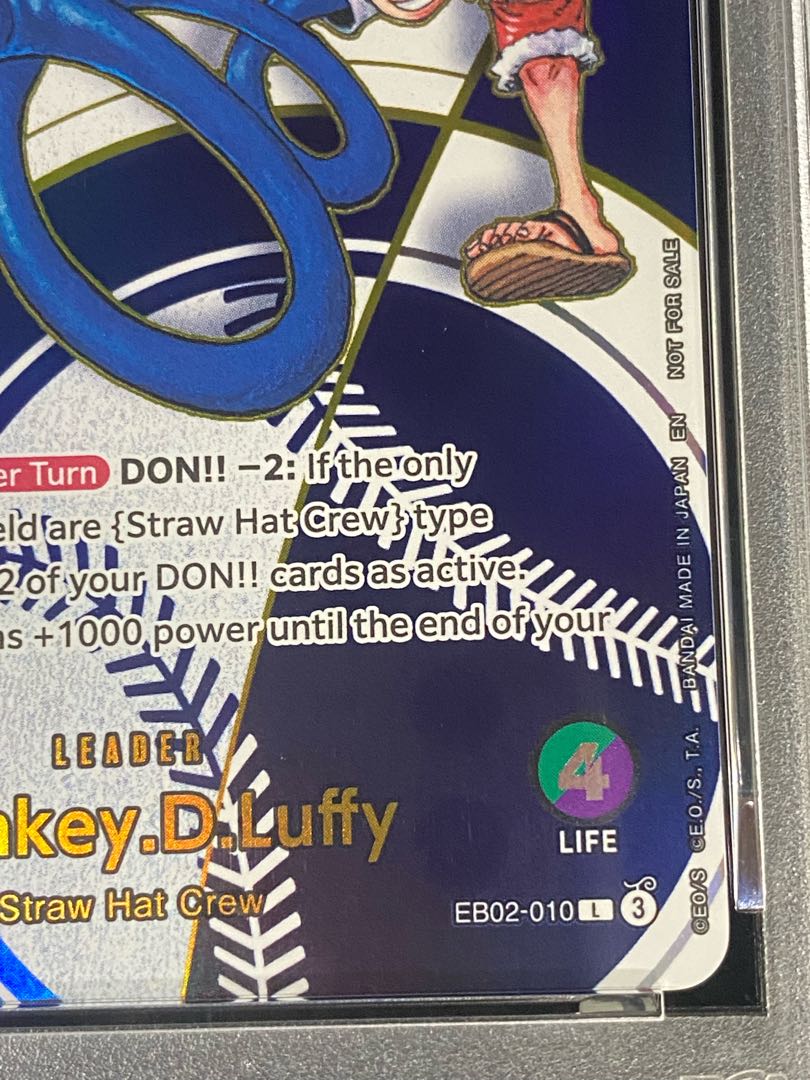 er Turn DON!! −2: If the only
eld are {Straw Hat Crew} type
2 of your DON!! cards as active.
ns +1000 power until the end of your
LEADER
nkey.D.Luffy
Straw Hat Crew
4
LIFE
EB02-010 L 3
©EO/S ©E.O./S., T.A. BANDAI MADE IN JAPAN EN NOT FOR SALE